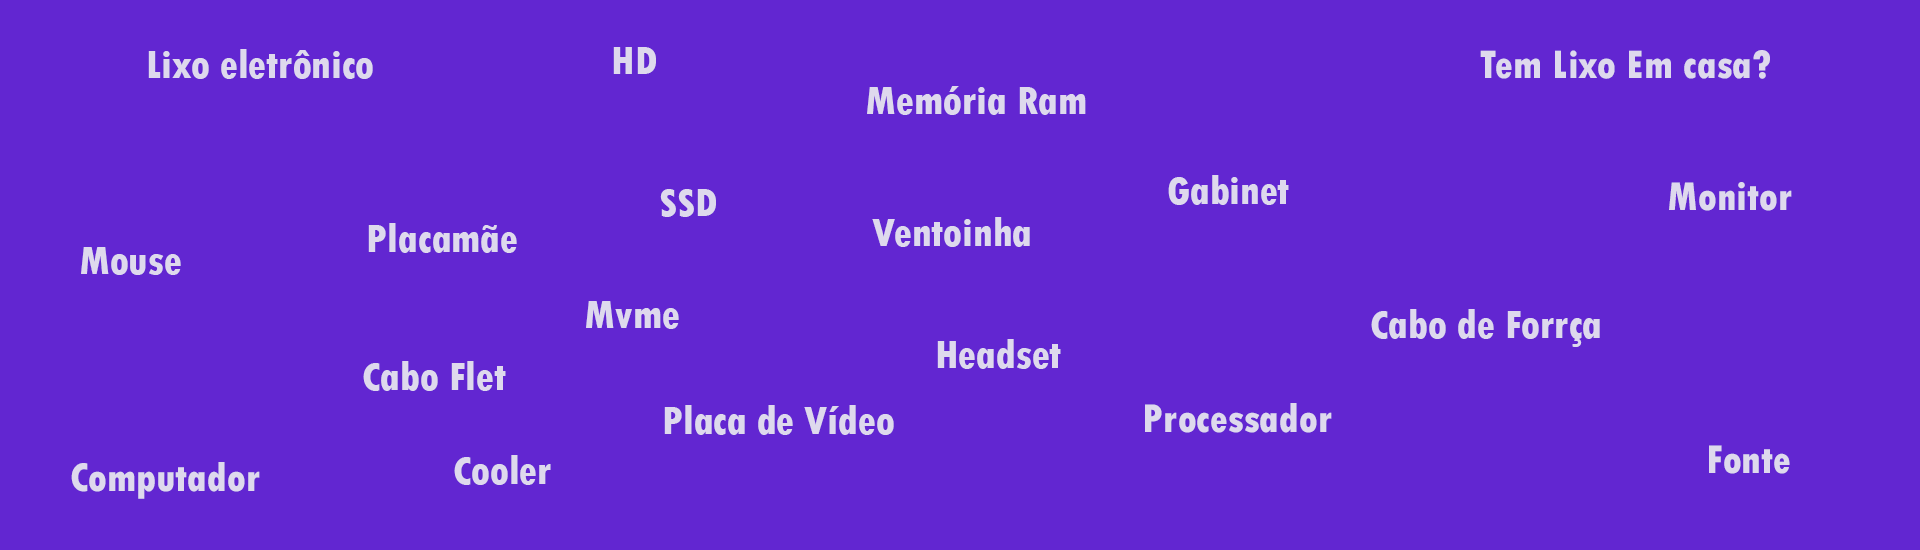 Lixo eletrônico
HD
Tem Lixo Em casa?
Memória Ram
Gabinet
Monitor
SSD
Ventoinha
Placamãe
Mouse
Mvme
Cabo de Forrça
Headset
Cabo Flet
Placa de Vídeo
Processador
Fonte
Cooler
Computador